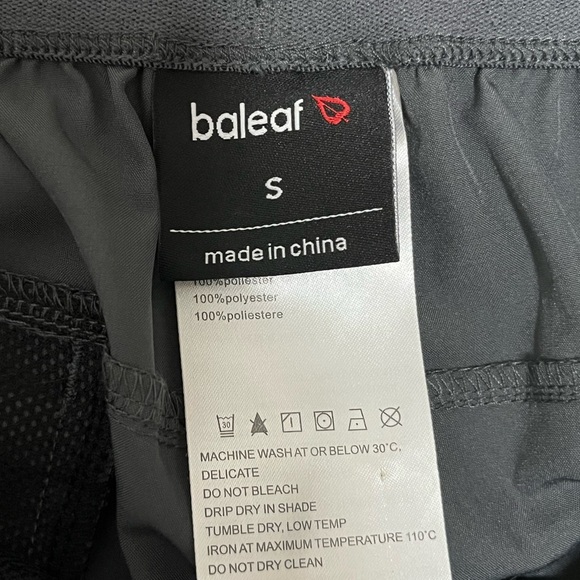 baleaf
S
made in china
100%poliester
100%polyester
100%poliestere
30
MACHINE WASH AT OR BELOW 30°C,
DELICATE
DO NOT BLEACH
DRIP DRY IN SHADE
TUMBLE DRY, LOW TEMP
IRON AT MAXIMUM TEMPERATURE 110°C
DO NOT DRY CLEAN